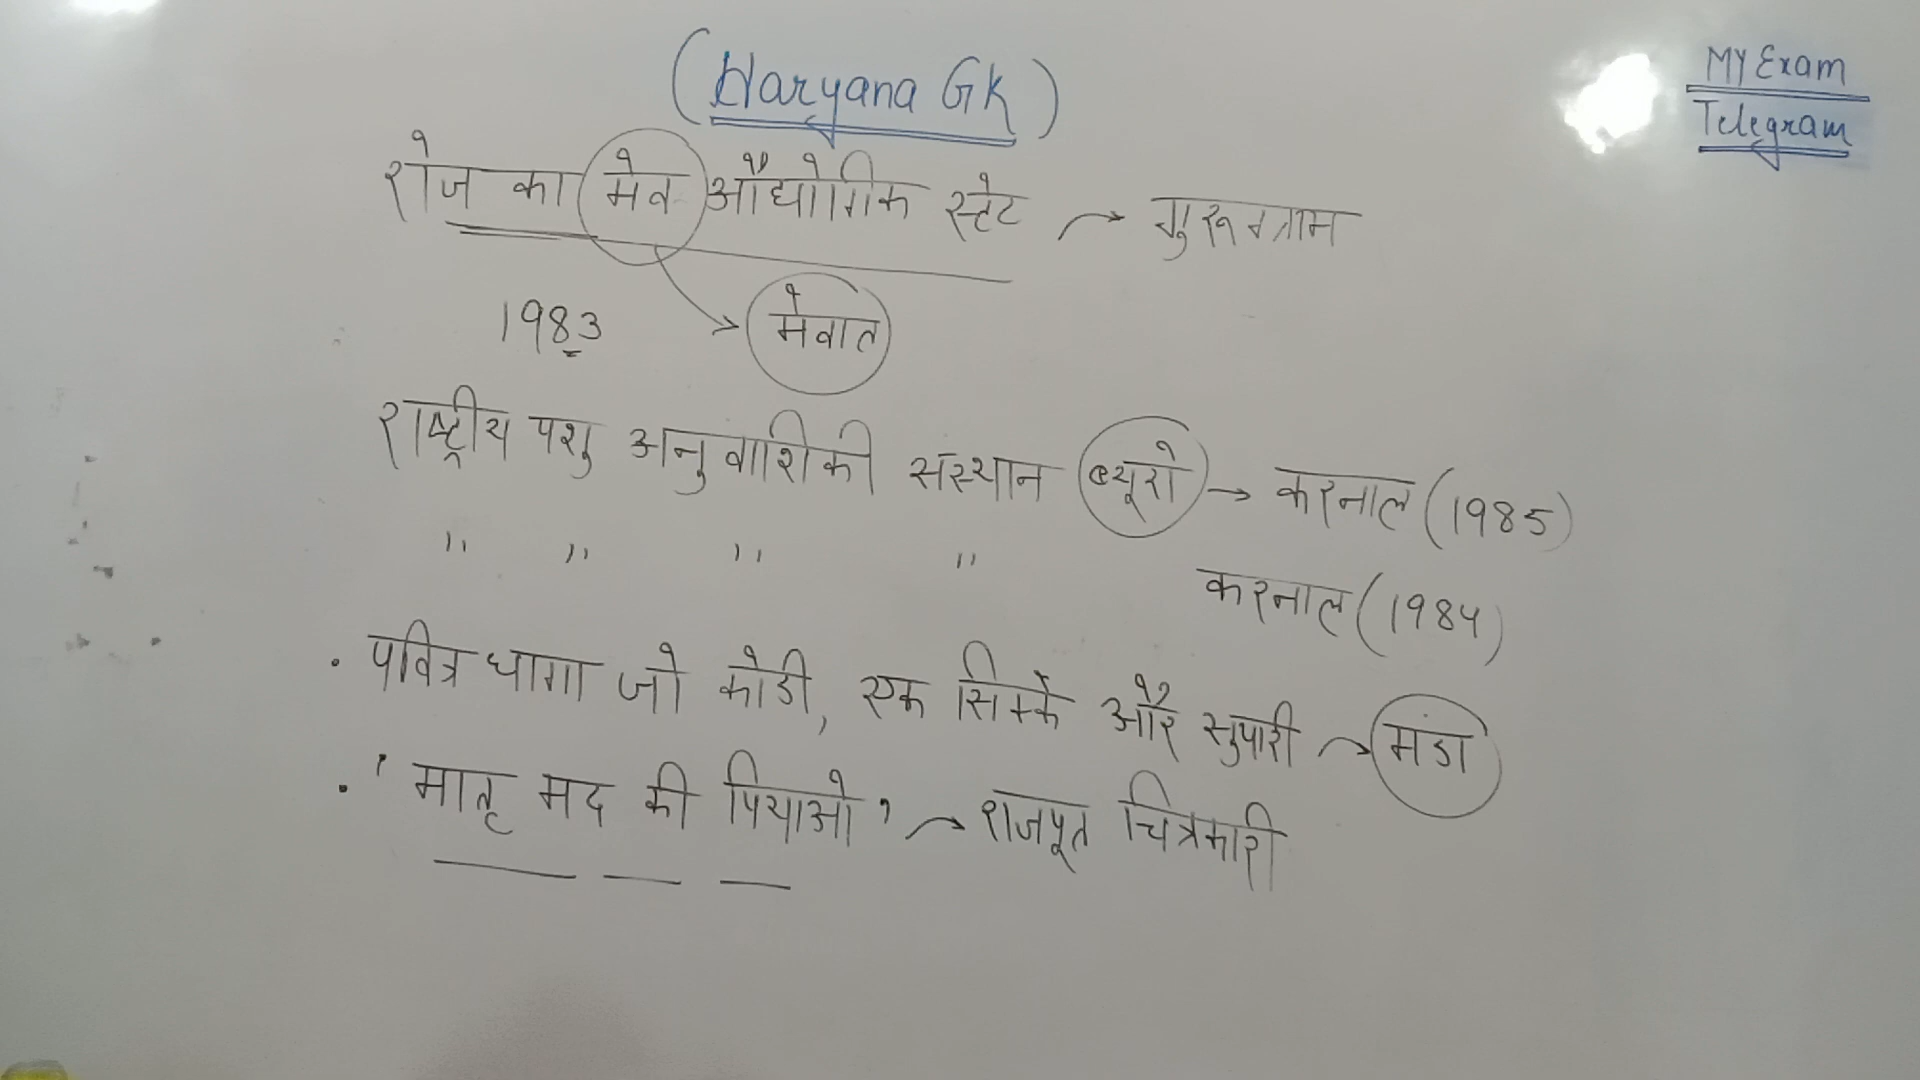 (Haryana GK)
MY Exam
Telegram
रोज का मेव औद्योगिक स्टेट → गुरूग्राम
1983
मेवात
राष्ट्रीय पशु अनुवाशिकी संस्थान ब्यूरो → करनाल (1985)
" " " " करनाल (1984)
. पवित्र धागा जो कोडी, एक सिक्के और सुपारी → मंडा
. ' मातृ मद की पियाओ ' → राजपूत चित्रकारी